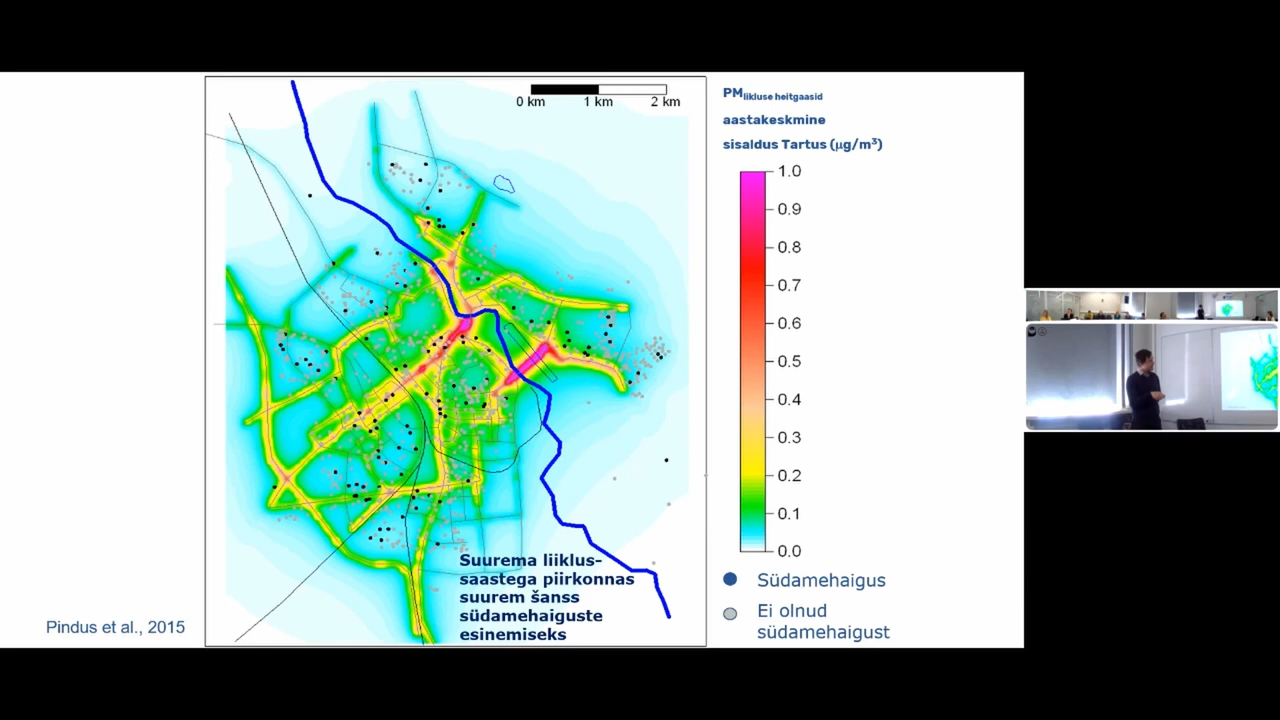 0 km 1 km 2 km
PMliikluse heitgaasid
aastakeskmine
sisaldus Tartus (µg/m³)
1.0
0.9
0.8
0.7
0.6
0.5
0.4
0.3
0.2
0.1
0.0
Südamehaigus
Ei olnud
südamehaigust
Suurema liiklus-
saastega piirkonnas
suurem šanss
südamehaiguste
esinemiseks
Pindus et al., 2015